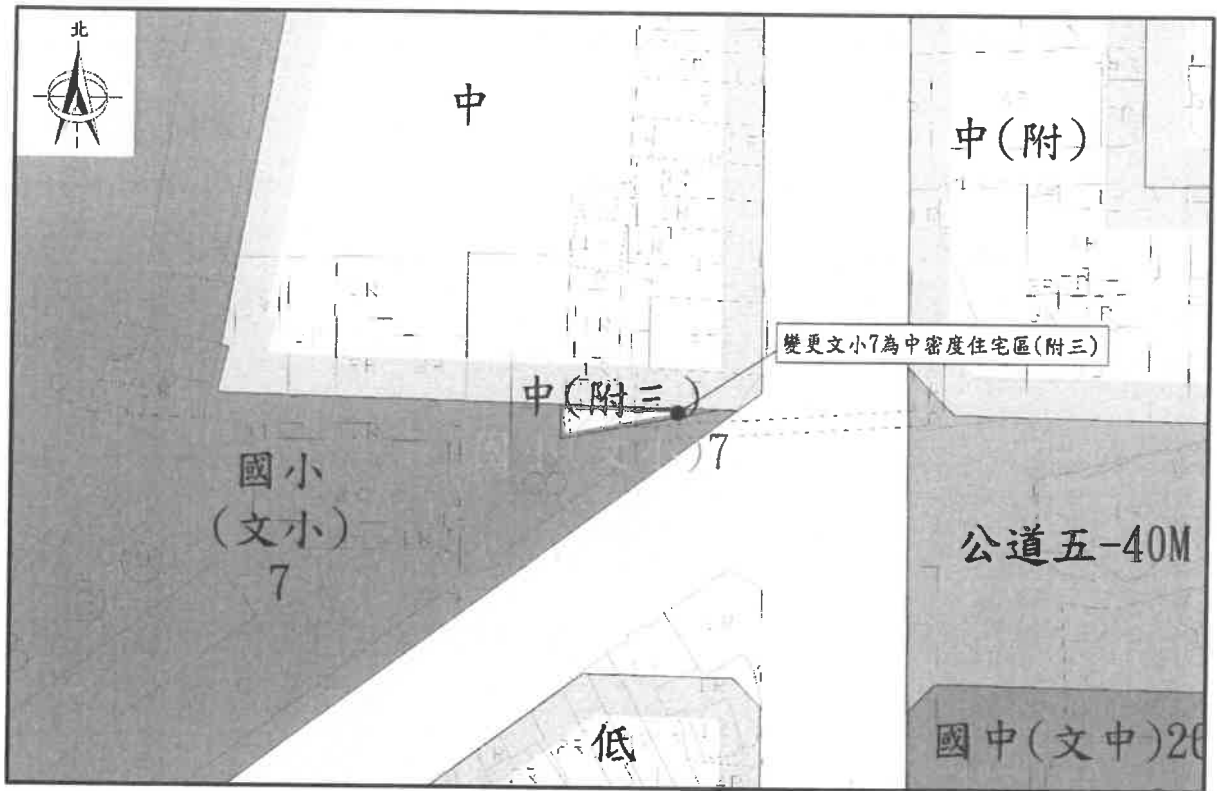 北
中
中(附)
變更文小7為中密度住宅區(附三)
中(附三)
7
國小
(文小)
7
公道五-40M
低
國中(文中)26